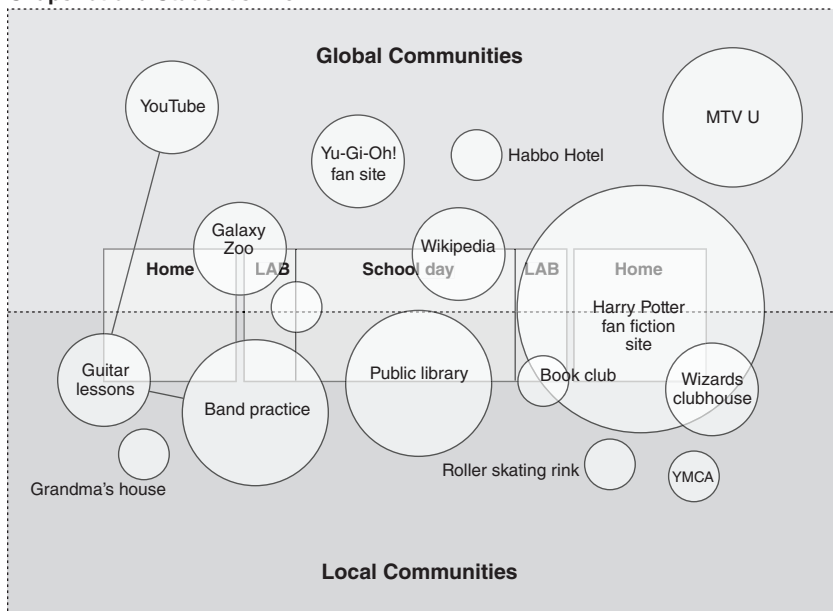 Global Communities
YouTube
MTV U
Yu-Gi-Oh!
fan site
Habbo Hotel
Galaxy
Zoo
Wikipedia
Home
LAB
School day
LAB
Home
Harry Potter
fan fiction
site
Guitar
lessons
Public library
Book club
Wizards
clubhouse
Band practice
Roller skating rink
YMCA
Grandma’s house
Local Communities